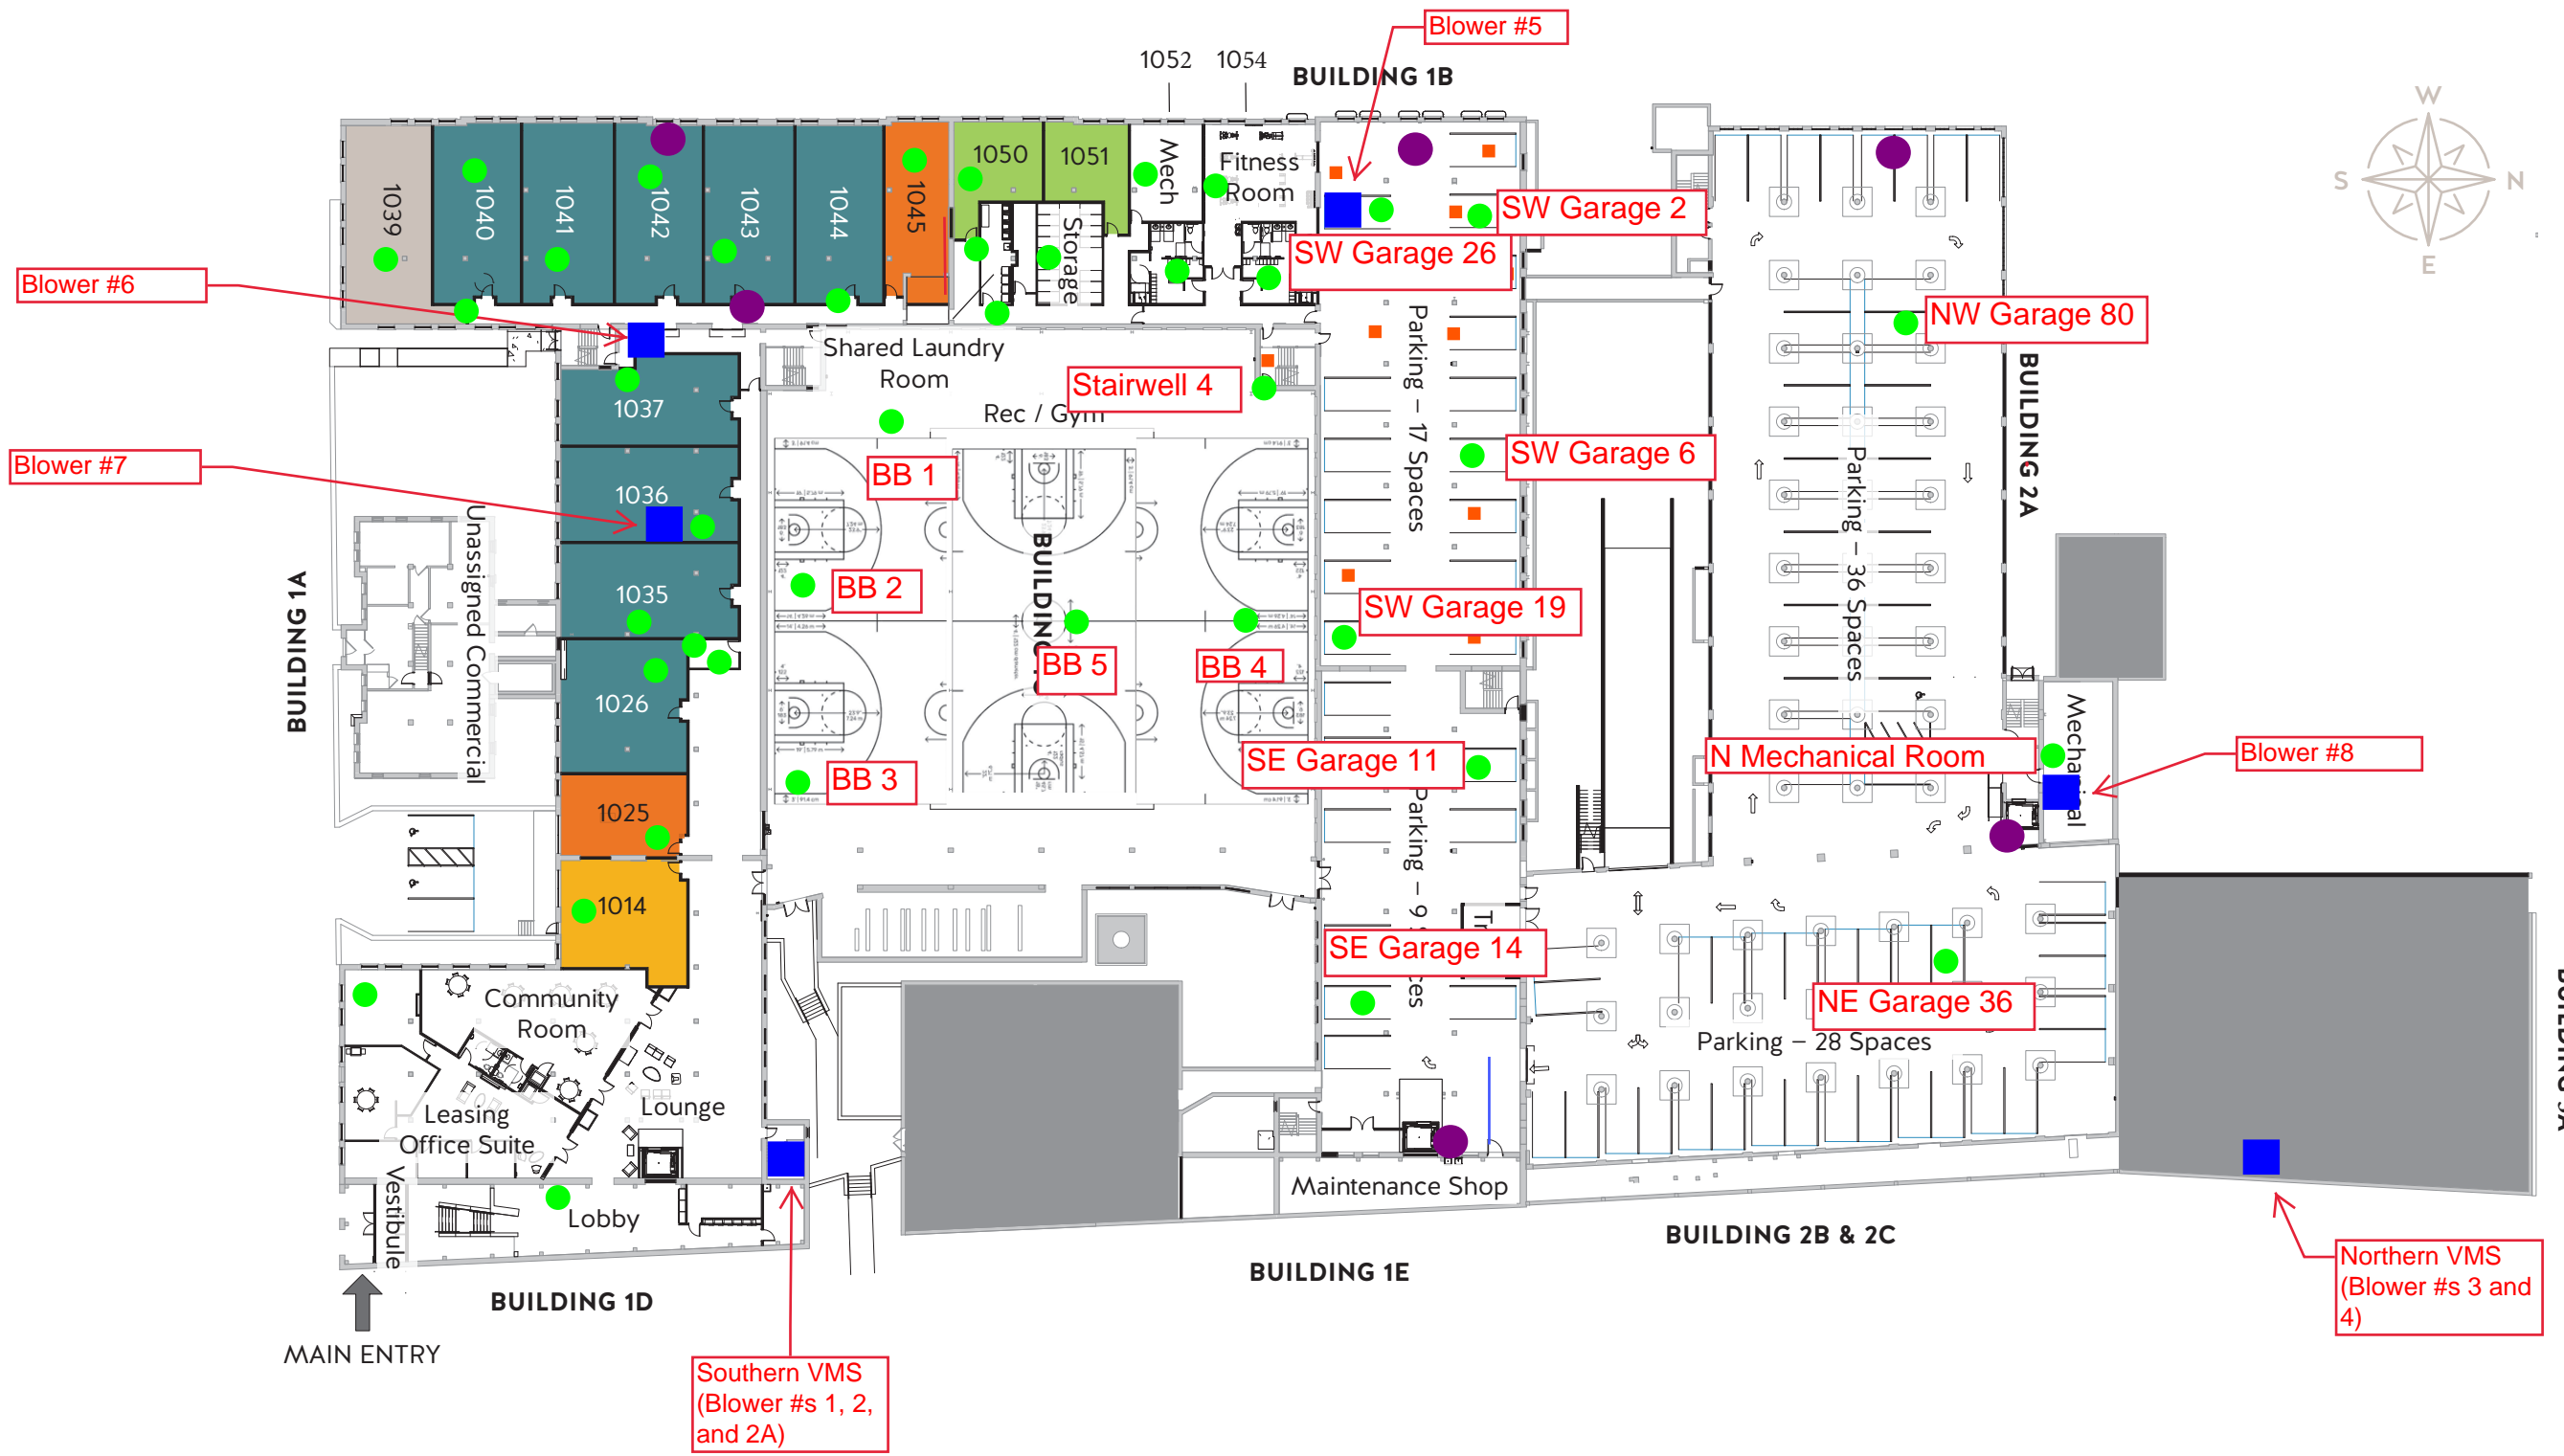 Blower #5
1052 1054
BUILDING 1B
W
S
N
E
1039
1040
1041
1042
1043
1044
1045
1050
1051
Mech
Fitness
Room
Storage
SW Garage 2
SW Garage 26
Blower #6
NW Garage 80
Shared Laundry
Room
Stairwell 4
Rec / Gym
Parking – 17 Spaces
BUILDING 2A
1037
Blower #7
BB 1
SW Garage 6
1036
Unassigned Commercial
Parking – 36 Spaces
BUILDING 1A
1035
BB 2
BUILDING
SW Garage 19
BB 5
BB 4
1026
Mechanical
N Mechanical Room
Blower #8
SE Garage 11
BB 3
1025
Parking – 9
1014
SE Garage 14
Community
Room
NE Garage 36
Parking – 28 Spaces
Leasing
Office Suite
Lounge
Vestibule
Lobby
Maintenance Shop
BUILDING 2B & 2C
BUILDING 1E
BUILDING 1D
MAIN ENTRY
Northern VMS
(Blower #s 3 and
4)
Southern VMS
(Blower #s 1, 2,
and 2A)